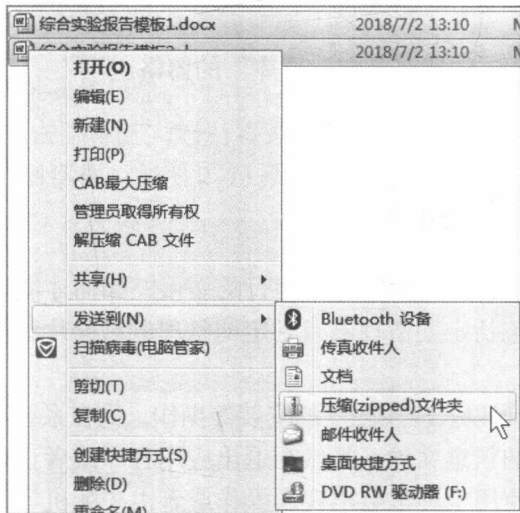 综合实验报告模板1.docx 2018/7/2 13:10
2018/7/2 13:10
打开(O)
编辑(E)
新建(N)
打印(P)
CAB最大压缩
管理员取得所有权
解压缩 CAB 文件
共享(H)
发送到(N)
扫描病毒(电脑管家)
剪切(T)
复制(C)
创建快捷方式(S)
删除(D)
重命名(M)
Bluetooth 设备
传真收件人
文档
压缩(zipped)文件夹
邮件收件人
桌面快捷方式
DVD RW 驱动器 (F:)